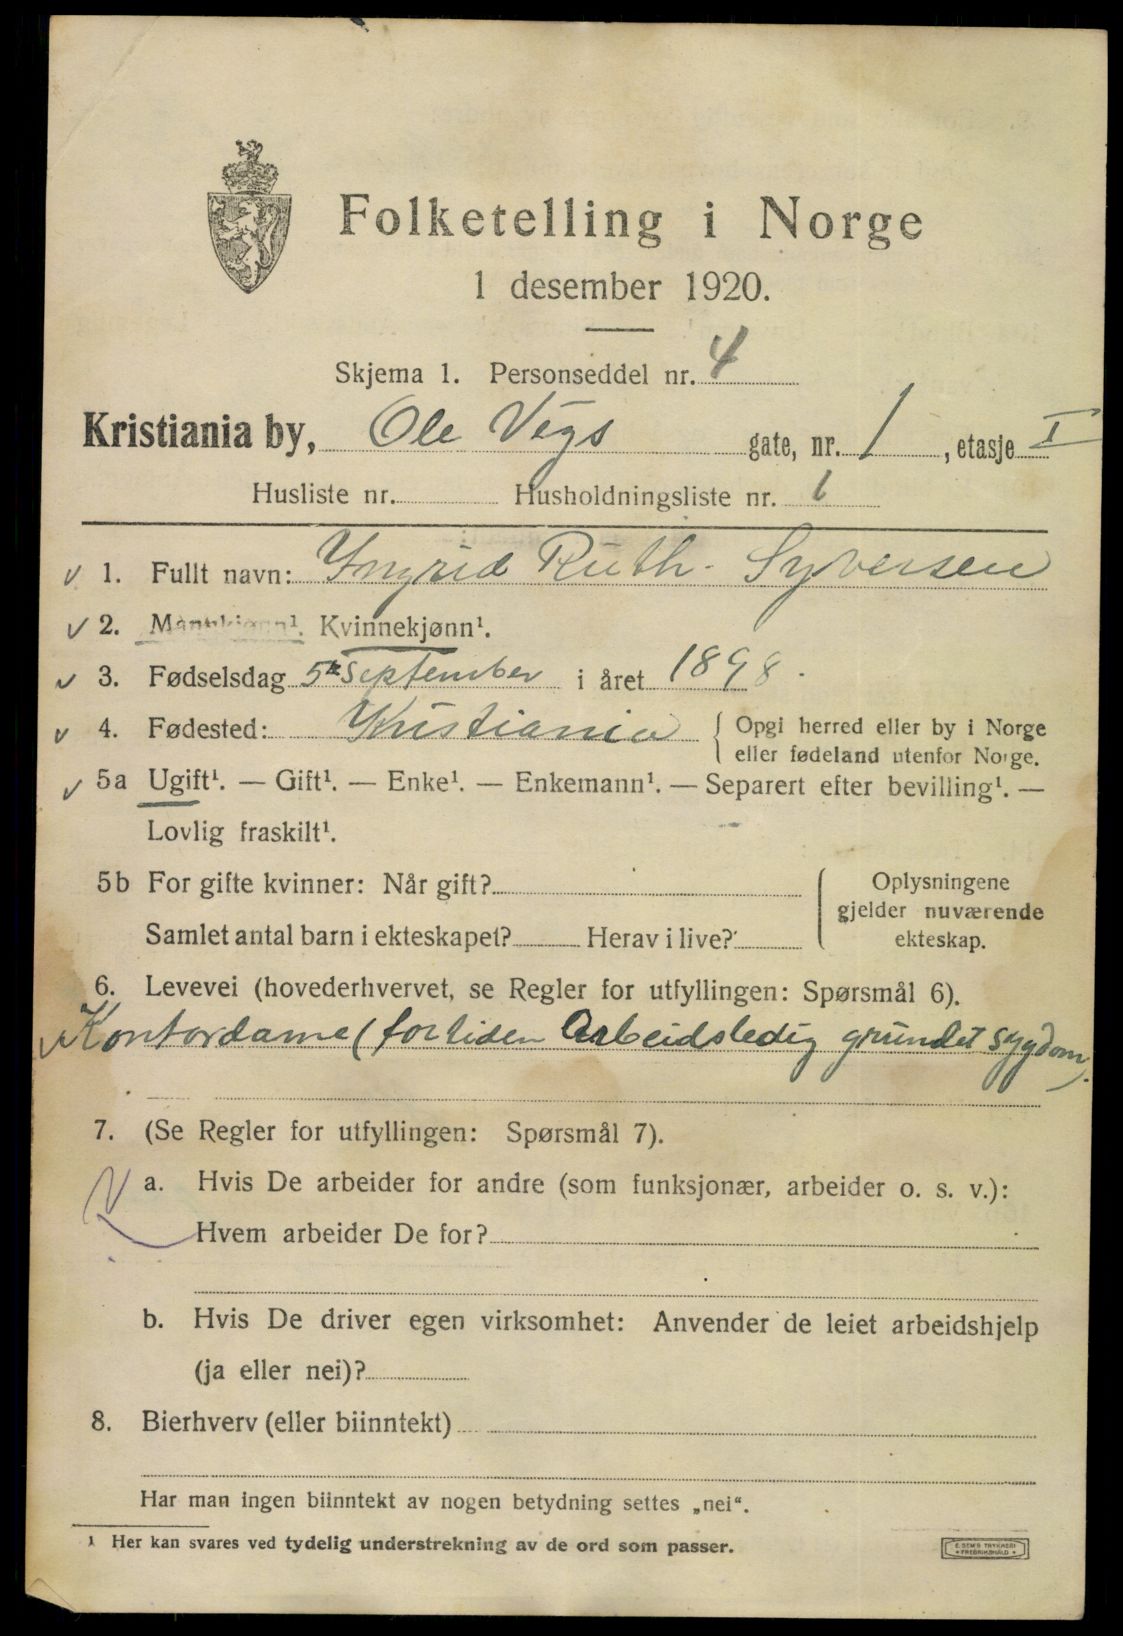 Folketelling i Norge
1 desember 1920.
Skjema 1. Personseddel nr. 4
Kristiania by, Ole Vigs gate, nr. 1, etasje I
Husliste nr. Husholdningsliste nr. 1
1. Fullt navn: Yngrid Ruth Syversen
2. Mannkjønn¹. Kvinnekjønn¹.
3. Fødselsdag 5te September i året 1898.
4. Fødested: Kristiania { Opgi herred eller by i Norge
eller fødeland utenfor Norge.
5a Ugift¹. — Gift¹. — Enke¹. — Enkemann¹. — Separert efter bevilling¹. —
Lovlig fraskilt¹.
5b For gifte kvinner: Når gift?
Samlet antal barn i ekteskapet? Herav i live?
Oplysningene
gjelder nuværende
ekteskap.
6. Levevei (hovederhvervet, se Regler for utfyllingen: Spørsmål 6).
Kontordame (fortiden Arbeidsledig grundet sygdom).
7. (Se Regler for utfyllingen: Spørsmål 7).
a. Hvis De arbeider for andre (som funksjonær, arbeider o. s. v.):
Hvem arbeider De for?
b. Hvis De driver egen virksomhet: Anvender de leiet arbeidshjelp
(ja eller nei)?
8. Bierhverv (eller biinntekt)
Har man ingen biinntekt av nogen betydning settes „nei“.
¹ Her kan svares ved tydelig understrekning av de ord som passer.
E. SEM'S TRYKKERI
FREDRIKSHALD